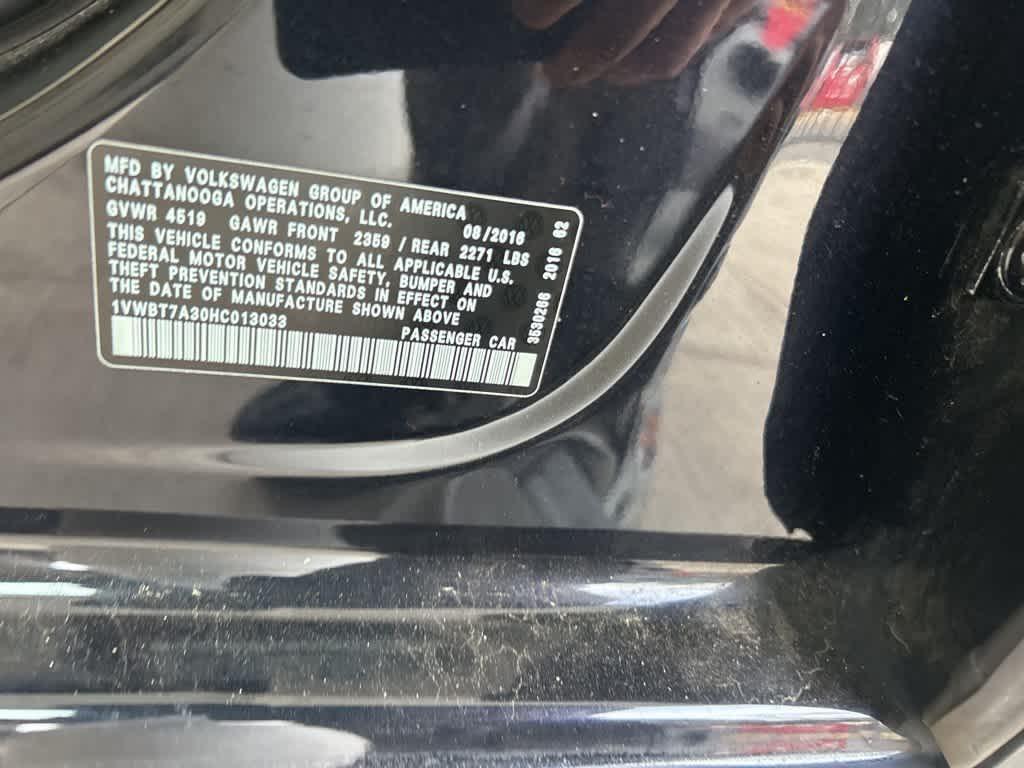 MFD BY VOLKSWAGEN GROUP OF AMERICA
CHATTANOOGA OPERATIONS, LLC. 08/2016
GVWR 4519 GAWR FRONT 2359 / REAR 2271 LBS
THIS VEHICLE CONFORMS TO ALL APPLICABLE U.S.
FEDERAL MOTOR VEHICLE SAFETY, BUMPER AND
THEFT PREVENTION STANDARDS IN EFFECT ON
THE DATE OF MANUFACTURE SHOWN ABOVE
1VWBT7A30HC013033 PASSENGER CAR
3530286 2016 82